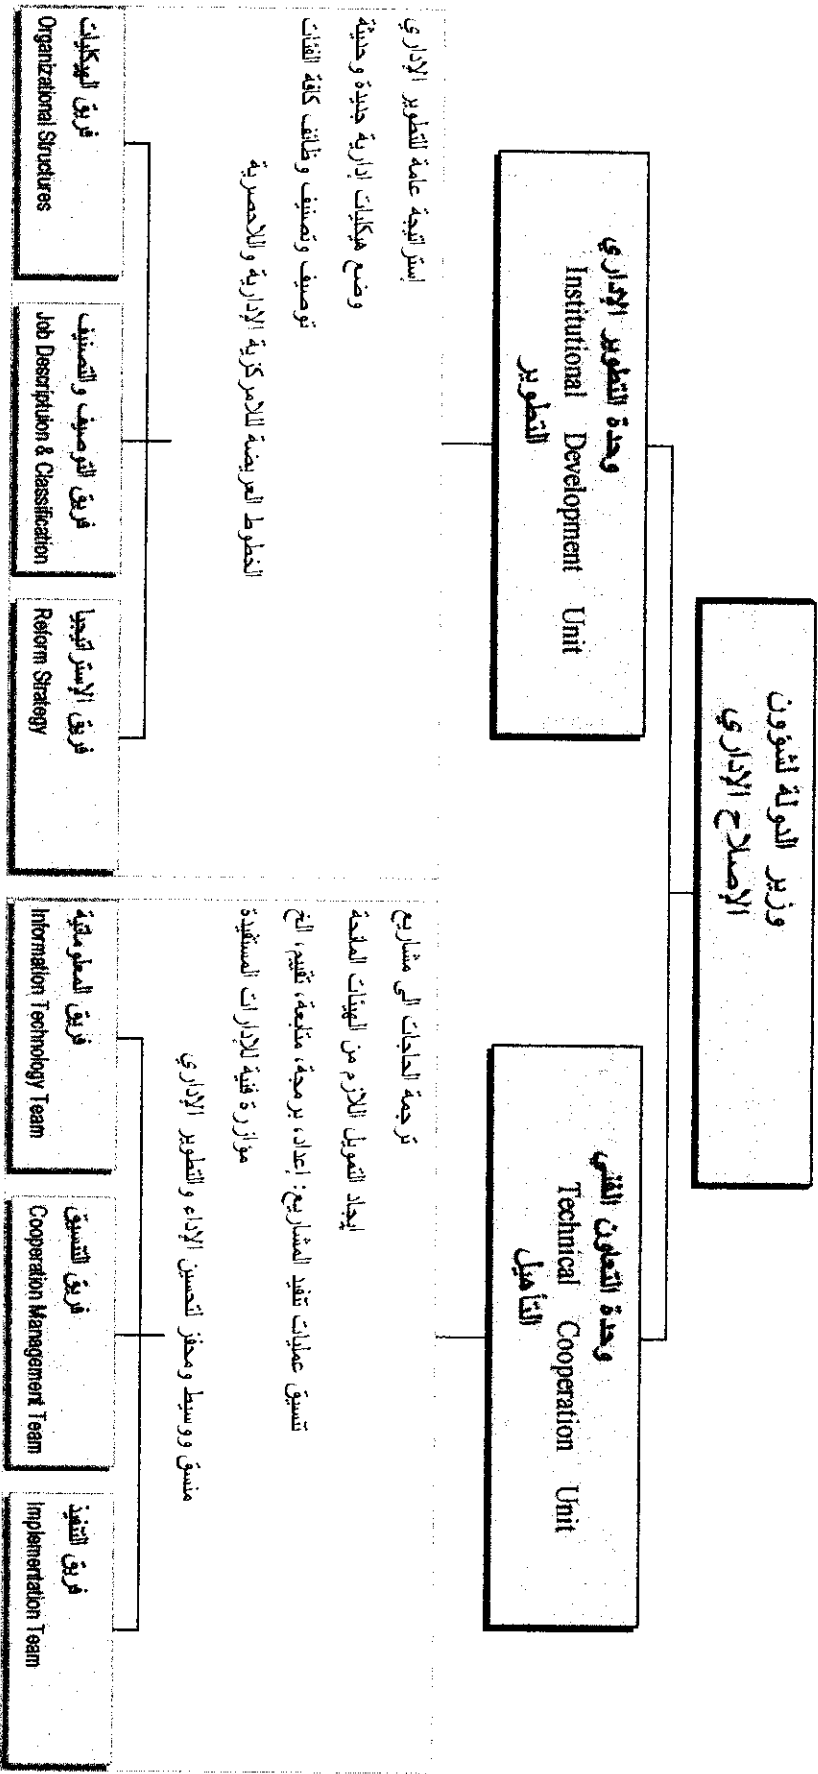 وزير الدولة لشؤون
الإصلاح الإداري
وحدة التطوير الإداري
Institutional Development Unit
التطوير
إستراتيجة عامة للتطوير الإداري
وضع هيكليات إدارية جديدة وحديثة
توصيف وتصنيف وظائف كافة الفئات
الخطوط العريضة للامركزية الإدارية واللاحصرية
فريق الهيكليات
Organizational Structures
فريق التوصيف والتصنيف
Job Descriptuion & Classification
فريق الإستراتيجيا
Reform Strategy
وحدة التعاون الفني
Technical Cooperation Unit
التأهيل
ترجمة الحاجات الى مشاريع
ايجاد التمويل اللازم من الهيئات المانحة
تنسيق عمليات تنفيذ المشاريع: إعداد، برمجة، متابعة، تقييم، الخ
مؤازرة فنية للإدارات المستفيدة
منسق ووسيط ومحفز لتحسين الإداء والتطوير الإداري
فريق المعلوماتية
Information Technology Team
فريق التنسيق
Cooperation Management Team
فريق التنفيذ
Implementation Team